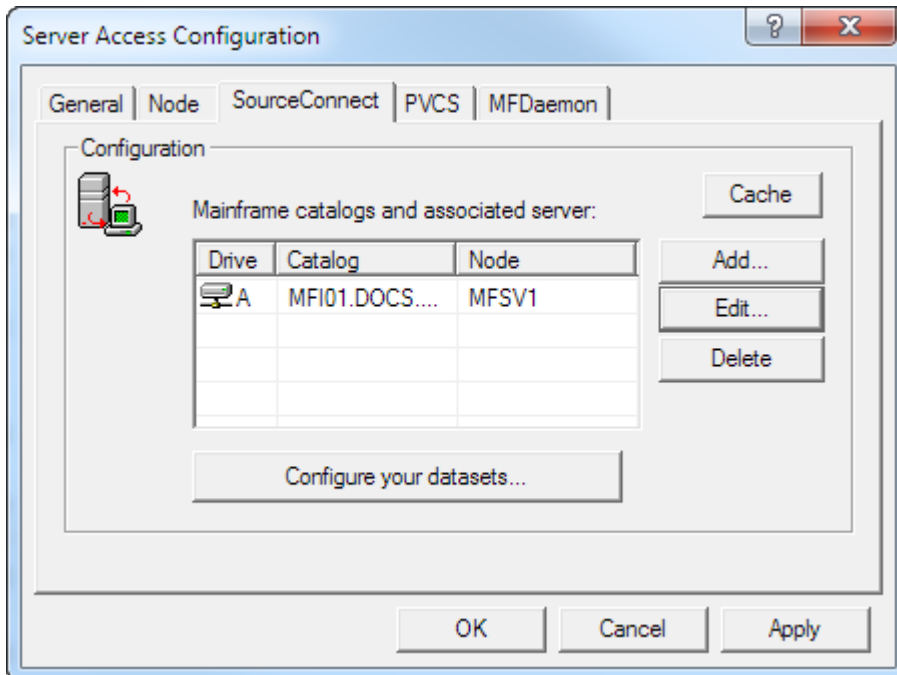 Server Access Configuration
General Node SourceConnect PVCS MFDaemon
Configuration
Cache
Mainframe catalogs and associated server:
Drive Catalog Node
Add...
A MFI01.DOCS.... MFSV1
Edit...
Delete
Configure your datasets...
OK Cancel Apply